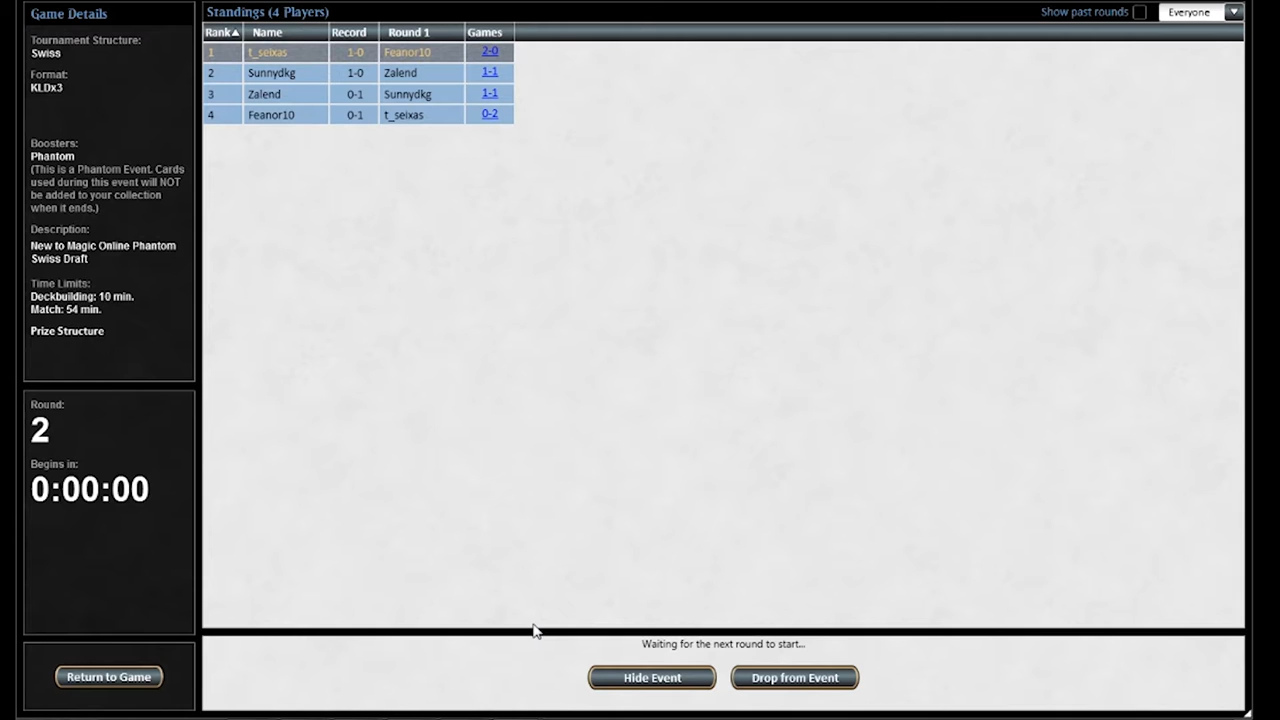 Game Details
Tournament Structure:
Swiss
Format:
KLDx3
Boosters:
Phantom
(This is a Phantom Event. Cards
used during this event will NOT
be added to your collection
when it ends.)
Description:
New to Magic Online Phantom
Swiss Draft
Time Limits:
Deckbuilding: 10 min.
Match: 54 min.
Prize Structure
Round:
2
Begins in:
0:00:00
Return to Game
Standings (4 Players)
Show past rounds
Everyone
Rank Name Record Round 1 Games
1 t_seixas 1-0 Feanor10 2-0
2 Sunnydkg 1-0 Zalend 1-1
3 Zalend 0-1 Sunnydkg 1-1
4 Feanor10 0-1 t_seixas 0-2
Waiting for the next round to start...
Hide Event
Drop from Event